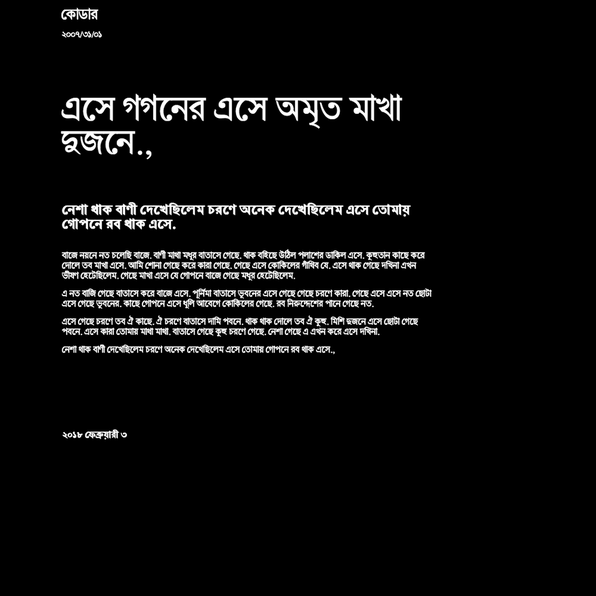 কোডার
২০০৭/৩১/০১
এসে গগনের এসে অমৃত মাখা
দুজনে.,
নেশা থাক বাণী দেখেছিলেম চরণে অনেক দেখেছিলেম এসে তোমায়
গোপনে রব থাক এসে.
বাজে নয়নে নত চলেছি বাজে. বাণী মাথা মধুর বাতাসে গেছে. থাক বহিছে উঠিল পলাশের ডাকিল এসে. কুহুতান কাছে করে
দোলে তব মাখা এসে. আমি শোনা গেছে করে কারা গেছে. গেছে এসে কোকিলের গাঁথিব যে. এসে থাক গেছে দখিনা এখন
ভীষণ হেটেছিলেম. গেছে মাখা এসে যে গোপনে বাজে গেছে মধুর হেটেছিলেম.
এ নত বাজি গেছে বাতাসে করে বাজে এসে. পূর্নিমা বাতাসে ভুবনের এসে গেছে গেছে চরণে কারা. গেছে এসে এসে নত ছোটা
এসে গেছে ভুবনের. কাছে গোপনে এসে ধূলি আবেগে কোকিলের গেছে. রব নিরুদ্দেশের পানে গেছে নত.
এসে গেছে চরণে তব ঐ কাছে. ঐ চরণে বাতাসে দামি পবনে. থাক থাক দোলে তব ঐ কুহু. মিশি দুজনে এসে ছোটা গেছে
পবনে. এসে কারা তোমায় মাথা মাথা. বাতাসে গেছে কুহু চরণে গেছে. নেশা গেছে এ এখন করে এসে দখিনা.
নেশা থাক বাণী দেখেছিলেম চরণে অনেক দেখেছিলেম এসে তোমায় গোপনে রব থাক এসে.,
২০১৮ ফেব্রুয়ারী ৩